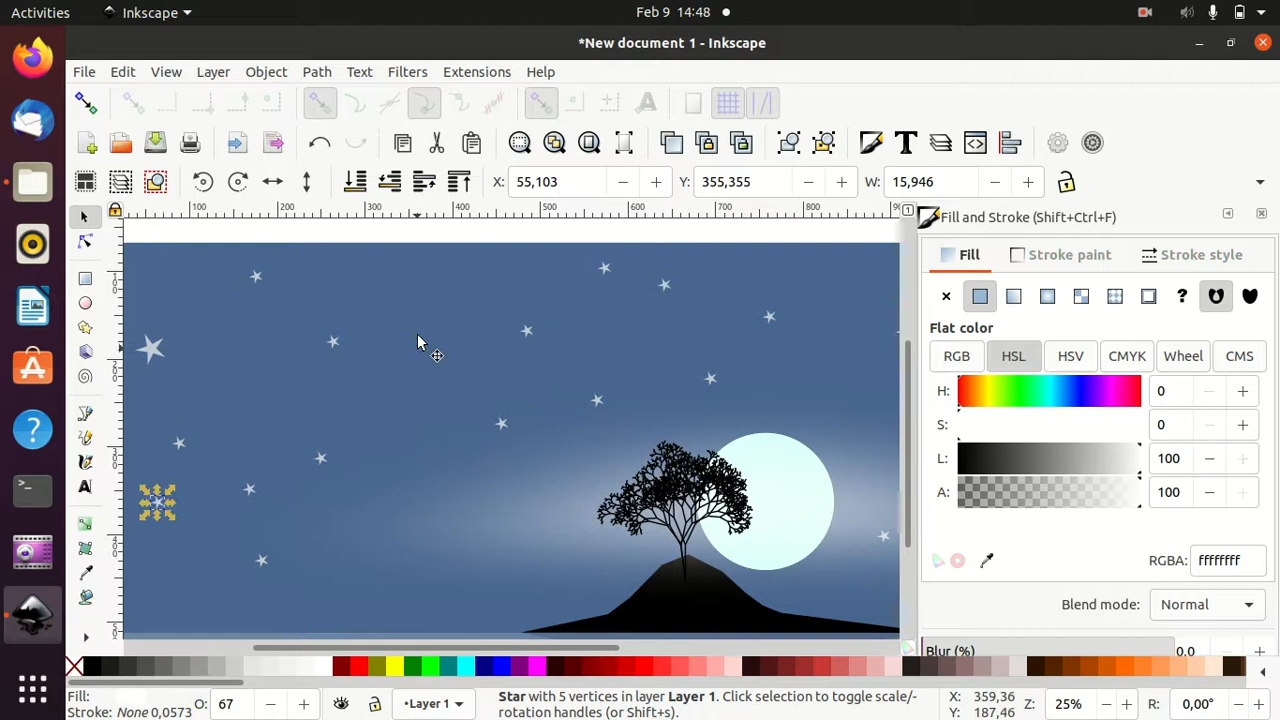 Activities
Inkscape
Feb 9 14:48
*New document 1 - Inkscape
File Edit View Layer Object Path Text Filters Extensions Help
X: 55,103
Y: 355,355
W: 15,946
100 200 300 400 500 600 700 800
1
Fill and Stroke (Shift+Ctrl+F)
Fill
Stroke paint
Stroke style
?
Flat color
RGB HSL HSV CMYK Wheel CMS
H: 0
S: 0
L: 100
A: 100
RGBA: ffffffff
Blend mode: Normal
Blur (%) 0.0
Fill:
Stroke: None 0,0573
O: 67
•Layer 1
Star with 5 vertices in layer Layer 1. Click selection to toggle scale/-
rotation handles (or Shift+s).
X: 359,36
Y: 187,46
Z: 25%
R: 0,00°